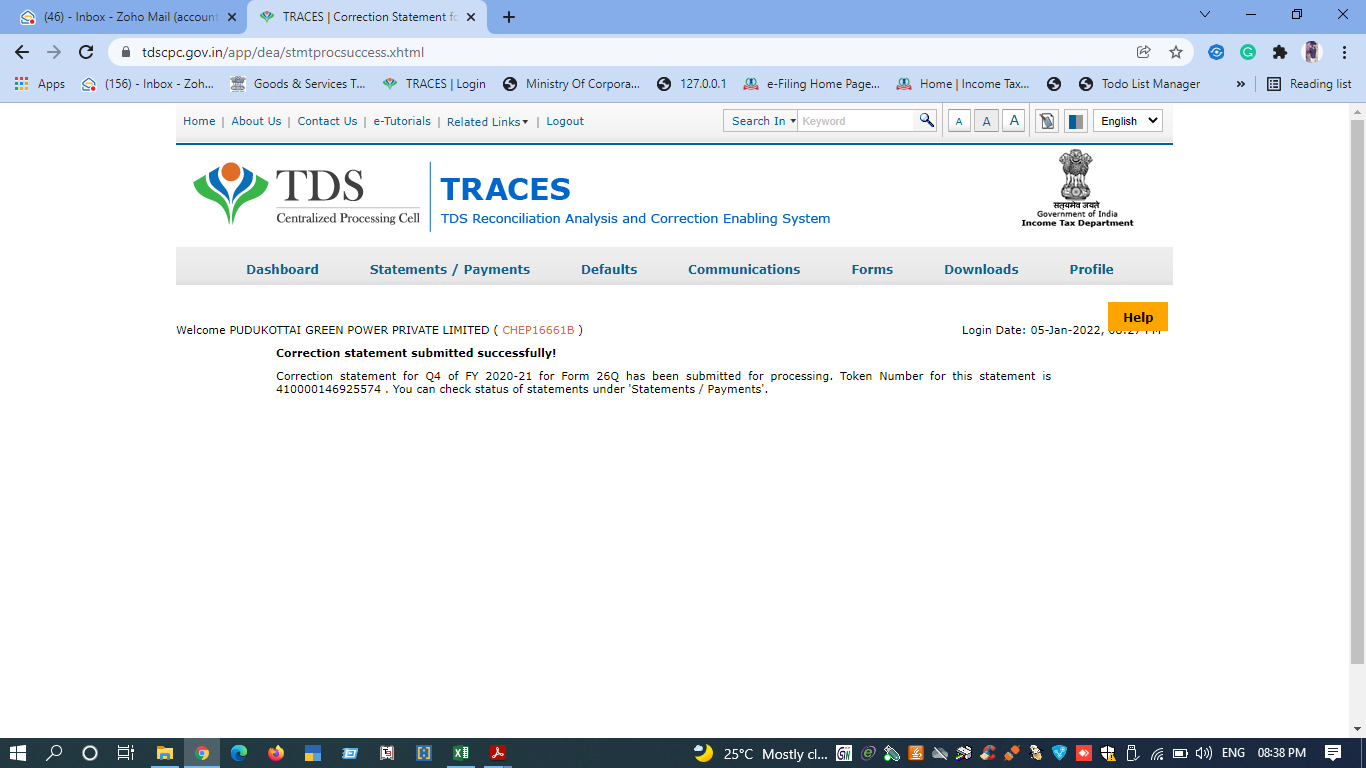 (46) - Inbox - Zoho Mail (account
TRACES | Correction Statement fo
tdscpc.gov.in/app/dea/stmtprocsuccess.xhtml
Apps (156) - Inbox - Zoh... Goods & Services T... TRACES | Login Ministry Of Corpora... 127.0.0.1 e-Filing Home Page... Home | Income Tax... Todo List Manager » Reading list
Home | About Us | Contact Us | e-Tutorials | Related Links | Logout Search In Keyword A A A English
TDS
Centralized Processing Cell
TRACES
TDS Reconciliation Analysis and Correction Enabling System
सत्यमेव जयते
Government of India
Income Tax Department
Dashboard Statements / Payments Defaults Communications Forms Downloads Profile
Help
Welcome PUDUKOTTAI GREEN POWER PRIVATE LIMITED ( CHEP16661B ) Login Date: 05-Jan-2022,
Correction statement submitted successfully!
Correction statement for Q4 of FY 2020-21 for Form 26Q has been submitted for processing. Token Number for this statement is
410000146925574 . You can check status of statements under 'Statements / Payments'.
25°C Mostly cl... ENG 08:38 PM